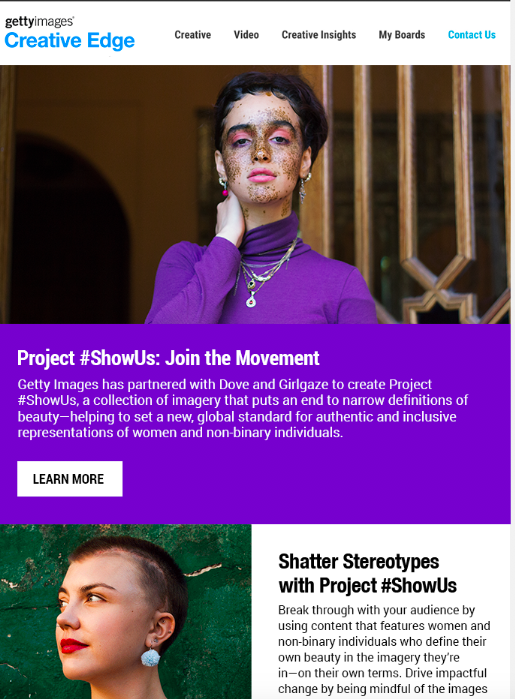 gettyimages®
Creative Edge
Creative Video Creative Insights My Boards Contact Us
Project #ShowUs: Join the Movement
Getty Images has partnered with Dove and Girlgaze to create Project
#ShowUs, a collection of imagery that puts an end to narrow definitions of
beauty—helping to set a new, global standard for authentic and inclusive
representations of women and non-binary individuals.
LEARN MORE
Shatter Stereotypes
with Project #ShowUs
Break through with your audience by
using content that features women and
non-binary individuals who define their
own beauty in the imagery they're
in—on their own terms. Drive impactful
change by being mindful of the images